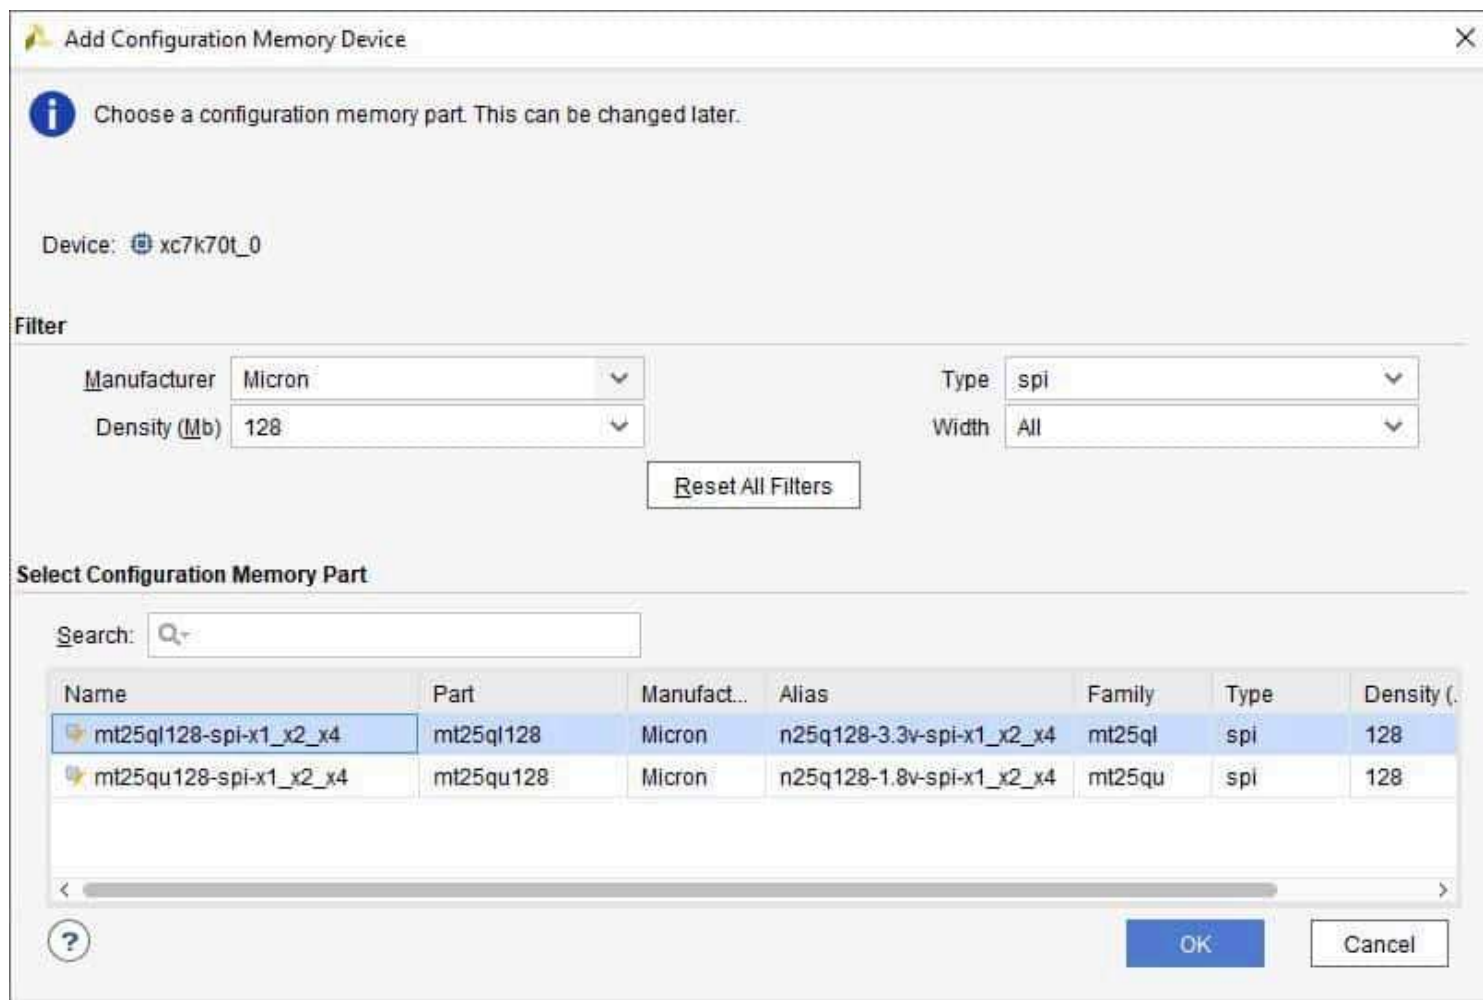 Add Configuration Memory Device
Choose a configuration memory part. This can be changed later.
Device: xc7k70t_0
Filter
Manufacturer Micron Type spi
Density (Mb) 128 Width All
Reset All Filters
Select Configuration Memory Part
Search:
Name Part Manufact... Alias Family Type Density (.
mt25ql128-spi-x1_x2_x4 mt25ql128 Micron n25q128-3.3v-spi-x1_x2_x4 mt25ql spi 128
mt25qu128-spi-x1_x2_x4 mt25qu128 Micron n25q128-1.8v-spi-x1_x2_x4 mt25qu spi 128
? OK Cancel